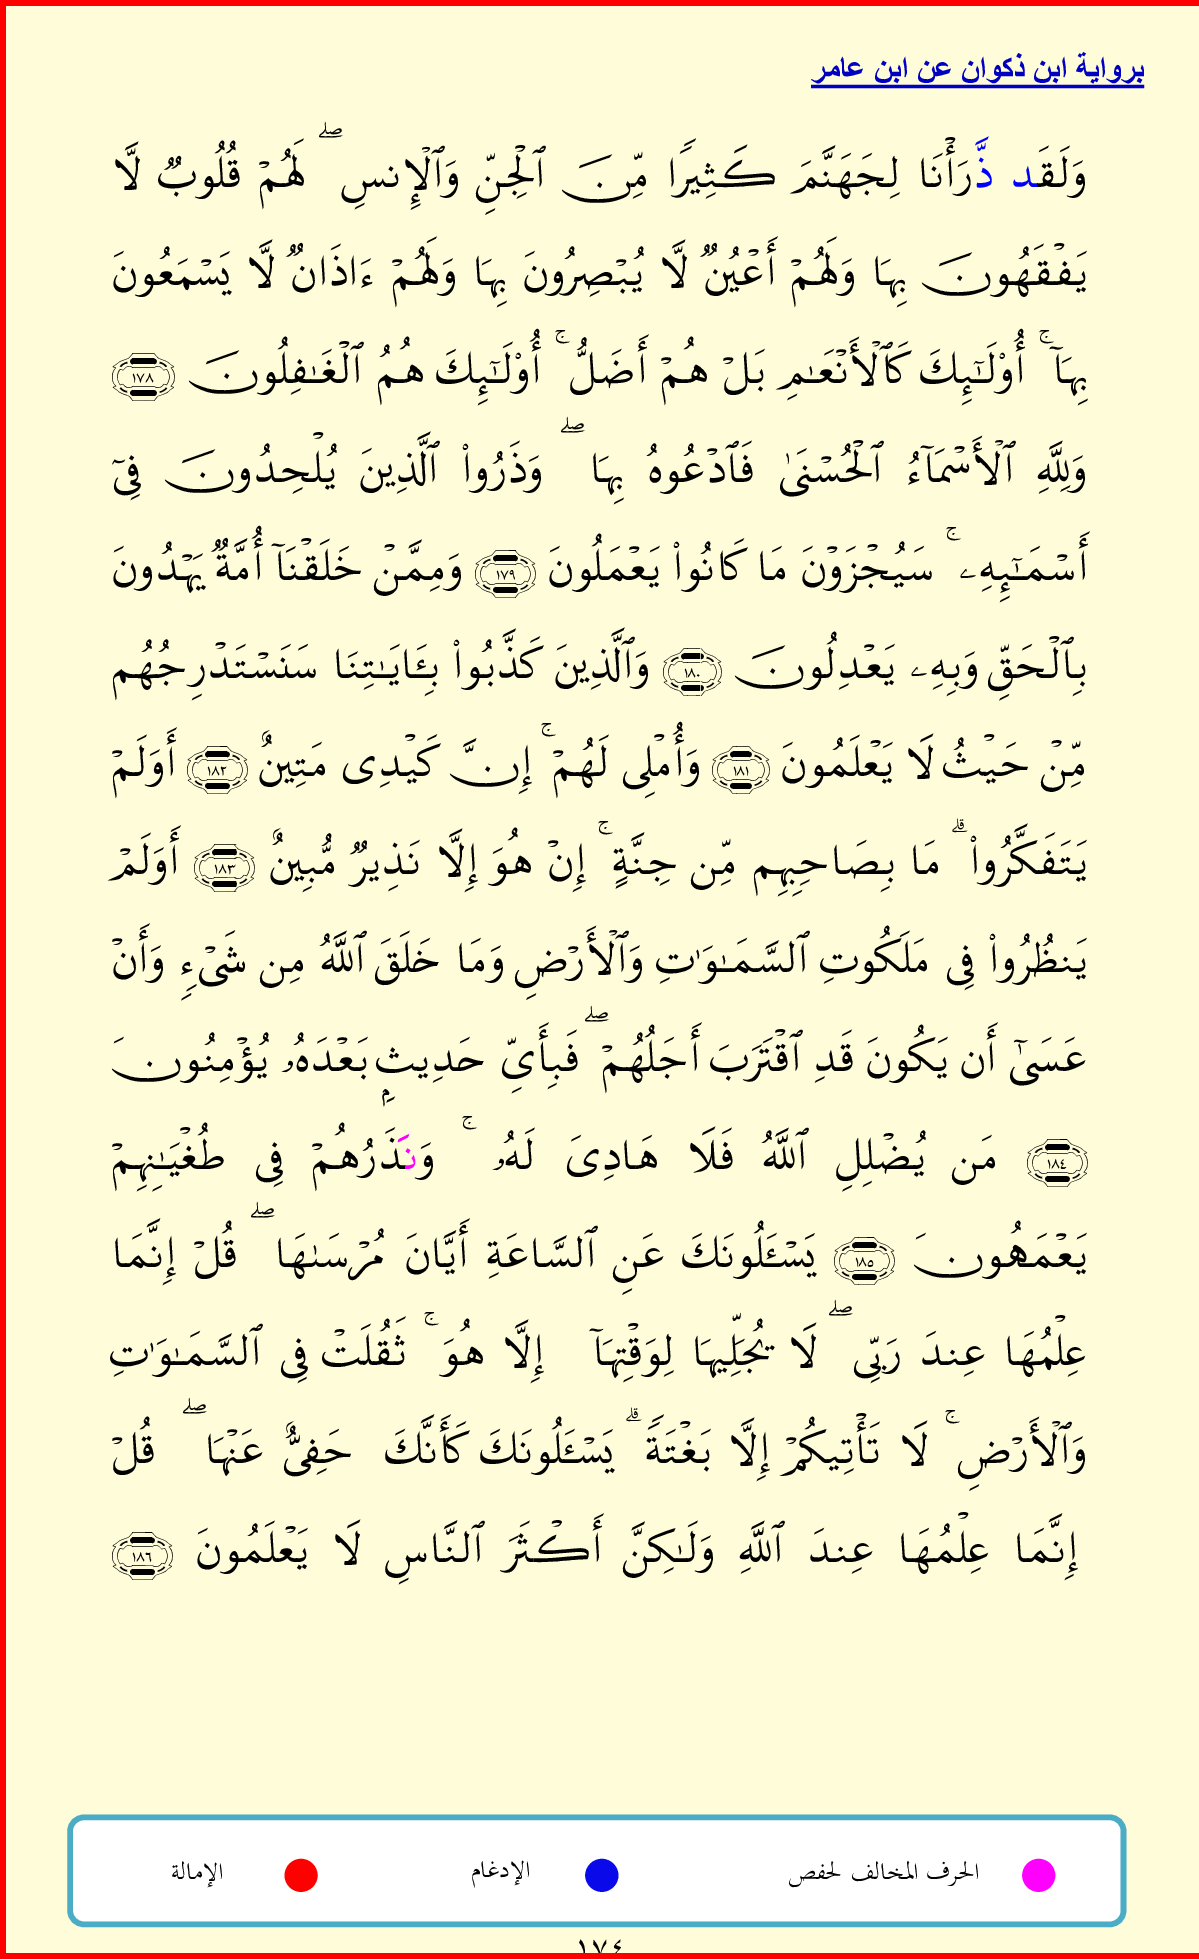 برواية ابن ذكوان عن ابن عامر
وَلَقَد ذَّرَأۡنَا لِجَهَنَّمَ كَثِيرًا مِّنَ ٱلۡجِنِّ وَٱلۡإِنسِۖ لَهُمۡ قُلُوبٞ لَّا
يَفۡقَهُونَ بِهَا وَلَهُمۡ أَعۡيُنٞ لَّا يُبۡصِرُونَ بِهَا وَلَهُمۡ ءَاذَانٞ لَّا يَسۡمَعُونَ
بِهَآۚ أُوْلَٰٓئِكَ كَٱلۡأَنۡعَٰمِ بَلۡ هُمۡ أَضَلُّۚ أُوْلَٰٓئِكَ هُمُ ٱلۡغَٰفِلُونَ ١٧٨
وَلِلَّهِ ٱلۡأَسۡمَآءُ ٱلۡحُسۡنَىٰ فَٱدۡعُوهُ بِهَاۖ وَذَرُواْ ٱلَّذِينَ يُلۡحِدُونَ فِيٓ
أَسۡمَٰٓئِهِۦۚ سَيُجۡزَوۡنَ مَا كَانُواْ يَعۡمَلُونَ ١٧٩ وَمِمَّنۡ خَلَقۡنَآ أُمَّةٞ يَهۡدُونَ
بِٱلۡحَقِّ وَبِهِۦ يَعۡدِلُونَ ١٨٠ وَٱلَّذِينَ كَذَّبُواْ بِـَٔايَٰتِنَا سَنَسۡتَدۡرِجُهُم
مِّنۡ حَيۡثُ لَا يَعۡلَمُونَ ١٨١ وَأُمۡلِي لَهُمۡۚ إِنَّ كَيۡدِي مَتِينٌ ١٨٢ أَوَلَمۡ
يَتَفَكَّرُواْۗ مَا بِصَاحِبِهِم مِّن جِنَّةٍۚ إِنۡ هُوَ إِلَّا نَذِيرٞ مُّبِينٌ ١٨٣ أَوَلَمۡ
يَنظُرُواْ فِي مَلَكُوتِ ٱلسَّمَٰوَٰتِ وَٱلۡأَرۡضِ وَمَا خَلَقَ ٱللَّهُ مِن شَيۡءٖ وَأَنۡ
عَسَىٰٓ أَن يَكُونَ قَدِ ٱقۡتَرَبَ أَجَلُهُمۡۖ فَبِأَيِّ حَدِيثِۭ بَعۡدَهُۥ يُؤۡمِنُونَ
١٨٤ مَن يُضۡلِلِ ٱللَّهُ فَلَا هَادِيَ لَهُۥۚ وَنَذَرُهُمۡ فِي طُغۡيَٰنِهِمۡ
يَعۡمَهُونَ ١٨٥ يَسۡـَٔلُونَكَ عَنِ ٱلسَّاعَةِ أَيَّانَ مُرۡسَىٰهَاۖ قُلۡ إِنَّمَا
عِلۡمُهَا عِندَ رَبِّيۖ لَا يُجَلِّيهَا لِوَقۡتِهَآ إِلَّا هُوَۚ ثَقُلَتۡ فِي ٱلسَّمَٰوَٰتِ
وَٱلۡأَرۡضِۚ لَا تَأۡتِيكُمۡ إِلَّا بَغۡتَةٗۗ يَسۡـَٔلُونَكَ كَأَنَّكَ حَفِيٌّ عَنۡهَاۖ قُلۡ
إِنَّمَا عِلۡمُهَا عِندَ ٱللَّهِ وَلَٰكِنَّ أَكۡثَرَ ٱلنَّاسِ لَا يَعۡلَمُونَ ١٨٦
الحرف المخالف لحفص الإدغام الإمالة
١٧٤